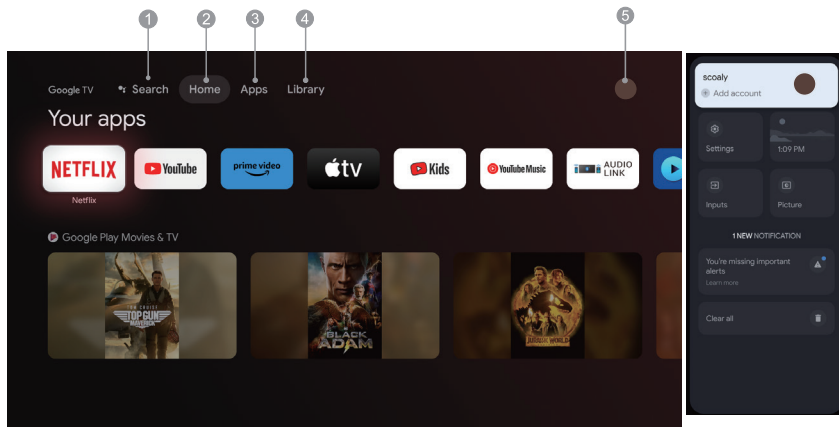 1
2
3
4
5
Google TV
Search
Home
Apps
Library
Your apps
NETFLIX
YouTube
prime video
tv
Kids
YouTube Music
AUDIO
LINK
Netflix
Google Play Movies & TV
TOM CRUISE
TOP GUN
MAVERICK
BLACK
ADAM
JURASSIC WORLD
scoaly
Add account
Settings
1:09 PM
Inputs
Picture
1 NEW NOTIFICATION
You're missing important
alerts
Learn more
Clear all